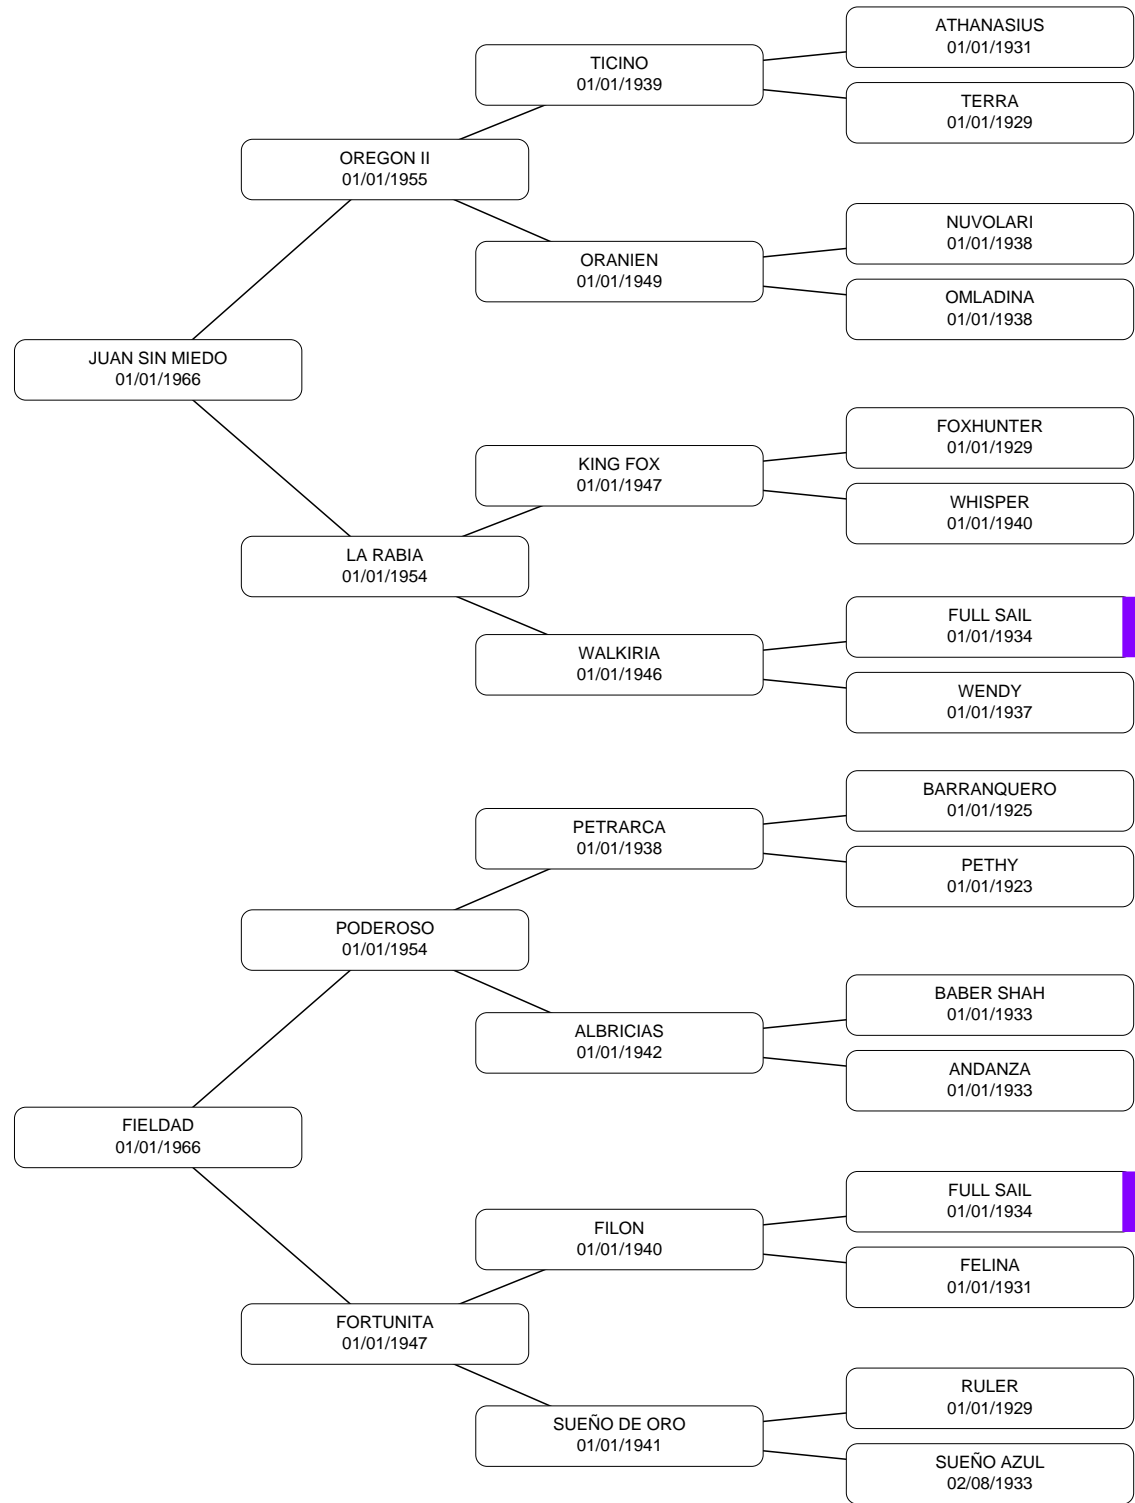 ATHANASIUS
01/01/1931
TICINO
01/01/1939
TERRA
01/01/1929
OREGON II
01/01/1955
NUVOLARI
01/01/1938
ORANIEN
01/01/1949
OMLADINA
01/01/1938
JUAN SIN MIEDO
01/01/1966
FOXHUNTER
01/01/1929
KING FOX
01/01/1947
WHISPER
01/01/1940
LA RABIA
01/01/1954
FULL SAIL
01/01/1934
WALKIRIA
01/01/1946
WENDY
01/01/1937
BARRANQUERO
01/01/1925
PETRARCA
01/01/1938
PETHY
01/01/1923
PODEROSO
01/01/1954
BABER SHAH
01/01/1933
ALBRICIAS
01/01/1942
ANDANZA
01/01/1933
FIELDAD
01/01/1966
FULL SAIL
01/01/1934
FILON
01/01/1940
FELINA
01/01/1931
FORTUNITA
01/01/1947
RULER
01/01/1929
SUEÑO DE ORO
01/01/1941
SUEÑO AZUL
02/08/1933